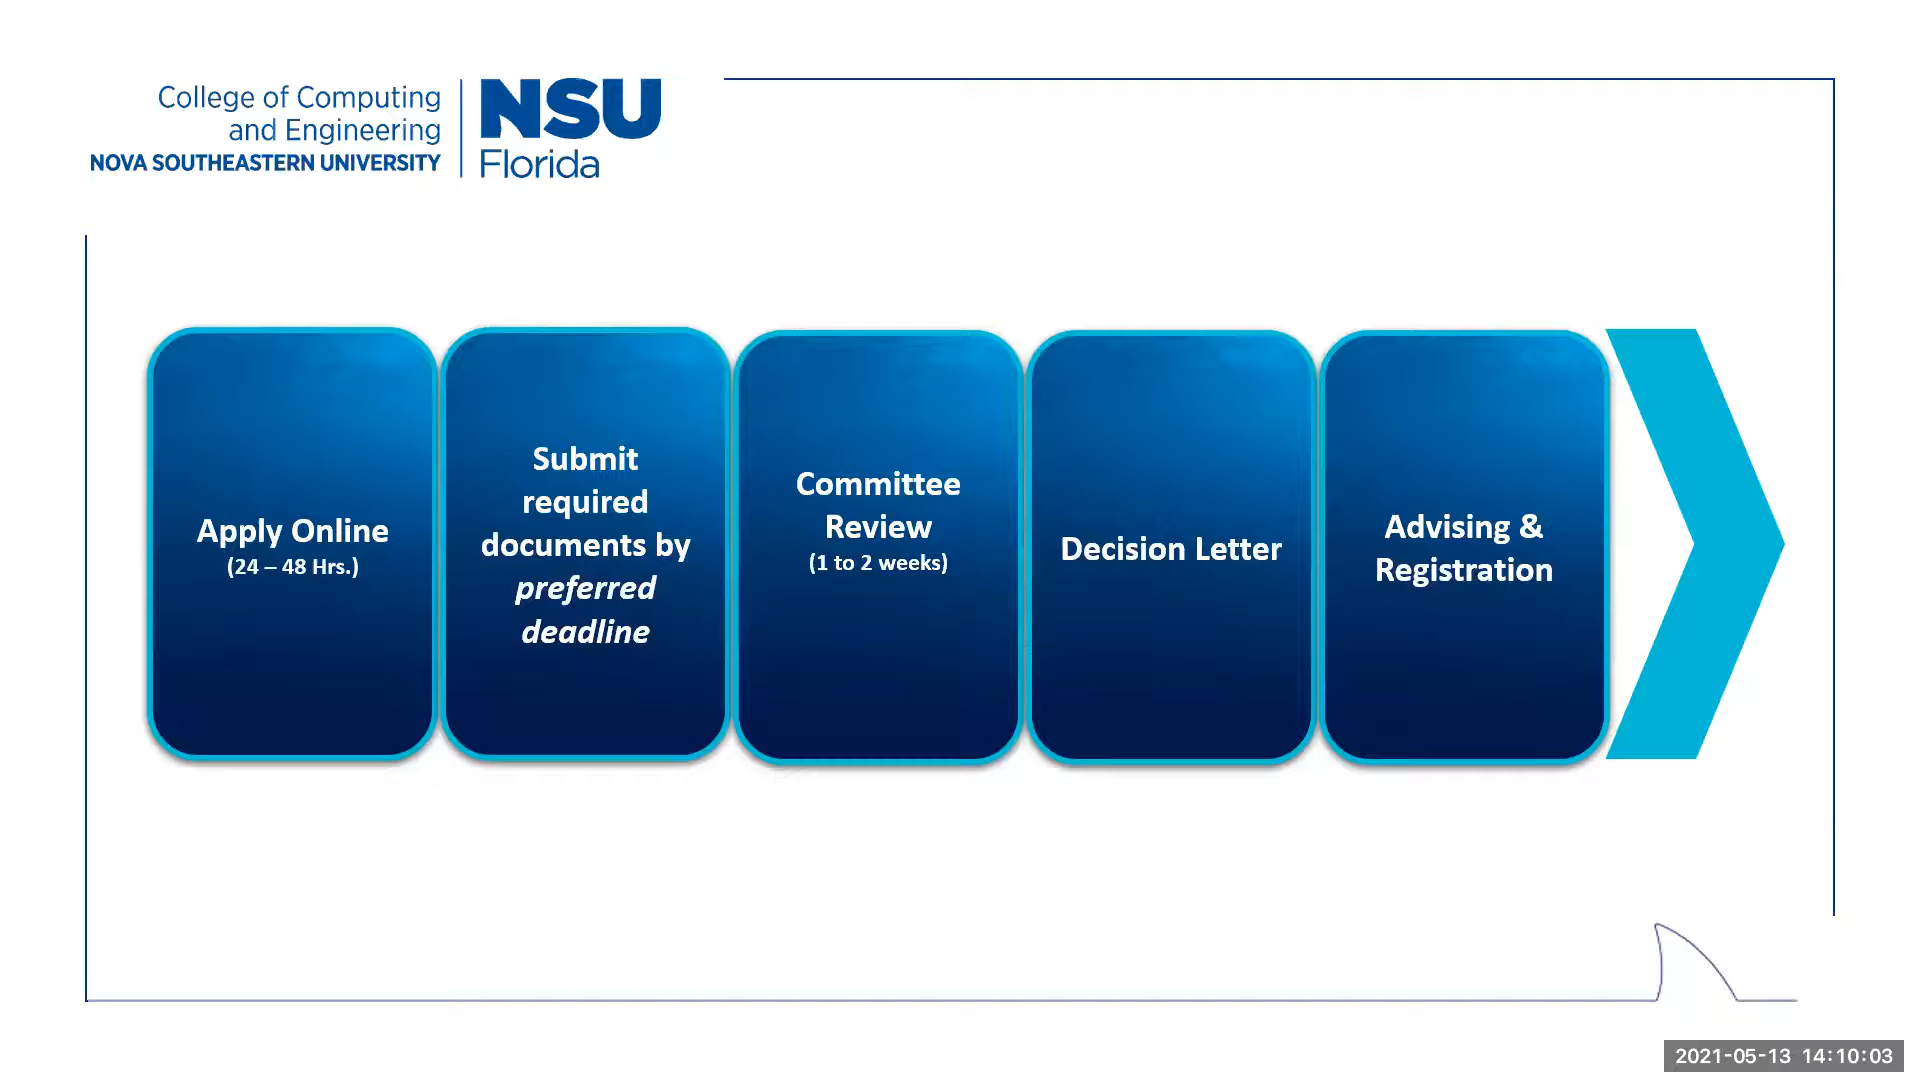 College of Computing
and Engineering
NOVA SOUTHEASTERN UNIVERSITY
NSU
Florida
Apply Online
(24 – 48 Hrs.)
Submit
required
documents by
preferred
deadline
Committee
Review
(1 to 2 weeks)
Decision Letter
Advising &
Registration
2021-05-13 14:10:03